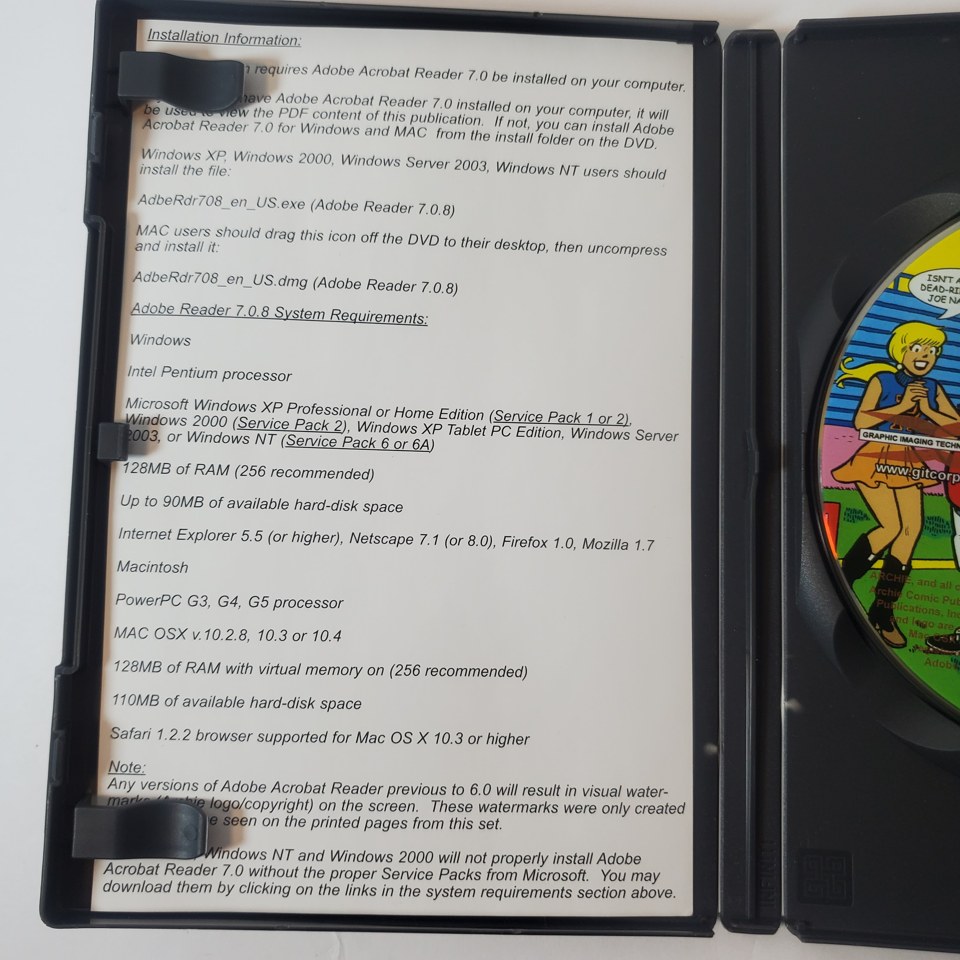 Installation Information:
requires Adobe Acrobat Reader 7.0 be installed on your computer.
have Adobe Acrobat Reader 7.0 installed on your computer, it will
be used to view the PDF content of this publication. If not, you can install Adobe
Acrobat Reader 7.0 for Windows and MAC from the install folder on the DVD.
Windows XP, Windows 2000, Windows Server 2003, Windows NT users should
install the file:
AdbeRdr708_en_US.exe (Adobe Reader 7.0.8)
MAC users should drag this icon off the DVD to their desktop, then uncompress
and install it:
AdbeRdr708_en_US.dmg (Adobe Reader 7.0.8)
Adobe Reader 7.0.8 System Requirements:
Windows
Intel Pentium processor
Microsoft Windows XP Professional or Home Edition (Service Pack 1 or 2),
Windows 2000 (Service Pack 2), Windows XP Tablet PC Edition, Windows Server
2003, or Windows NT (Service Pack 6 or 6A)
128MB of RAM (256 recommended)
Up to 90MB of available hard-disk space
Internet Explorer 5.5 (or higher), Netscape 7.1 (or 8.0), Firefox 1.0, Mozilla 1.7
Macintosh
PowerPC G3, G4, G5 processor
MAC OSX v.10.2.8, 10.3 or 10.4
128MB of RAM with virtual memory on (256 recommended)
110MB of available hard-disk space
Safari 1.2.2 browser supported for Mac OS X 10.3 or higher
Note:
Any versions of Adobe Acrobat Reader previous to 6.0 will result in visual water-
marks (Archie logo/copyright) on the screen. These watermarks were only created
seen on the printed pages from this set.
Windows NT and Windows 2000 will not properly install Adobe
Acrobat Reader 7.0 without the proper Service Packs from Microsoft. You may
download them by clicking on the links in the system requirements section above.
ISN'T A
DEAD-RI
JOE NA
GRAPHIC IMAGING TECHN
www.gitcorp
ARCHIE, and all c
Archie Comic Pub
Publications, Inc
and logo are
Mac
Adob